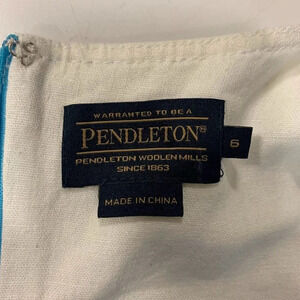 WARRANTED TO BE A
PENDLETON®
PENDLETON WOOLEN MILLS
SINCE 1863
6
MADE IN CHINA